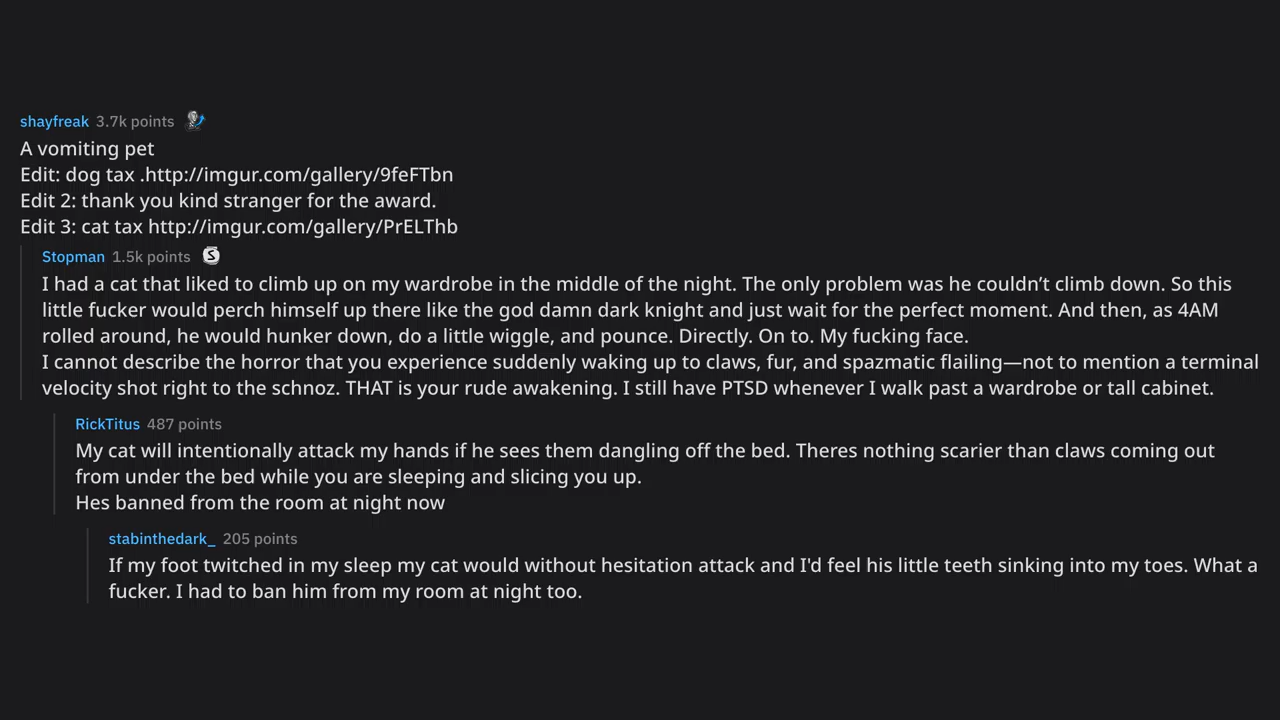 shayfreak 3.7k points
A vomiting pet
Edit: dog tax .http://imgur.com/gallery/9feFTbn
Edit 2: thank you kind stranger for the award.
Edit 3: cat tax http://imgur.com/gallery/PrELThb
Stopman 1.5k points
I had a cat that liked to climb up on my wardrobe in the middle of the night. The only problem was he couldn’t climb down. So this
little fucker would perch himself up there like the god damn dark knight and just wait for the perfect moment. And then, as 4AM
rolled around, he would hunker down, do a little wiggle, and pounce. Directly. On to. My fucking face.
I cannot describe the horror that you experience suddenly waking up to claws, fur, and spazmatic flailing—not to mention a terminal
velocity shot right to the schnoz. THAT is your rude awakening. I still have PTSD whenever I walk past a wardrobe or tall cabinet.
RickTitus 487 points
My cat will intentionally attack my hands if he sees them dangling off the bed. Theres nothing scarier than claws coming out
from under the bed while you are sleeping and slicing you up.
Hes banned from the room at night now
stabinthedark_ 205 points
If my foot twitched in my sleep my cat would without hesitation attack and I'd feel his little teeth sinking into my toes. What a
fucker. I had to ban him from my room at night too.